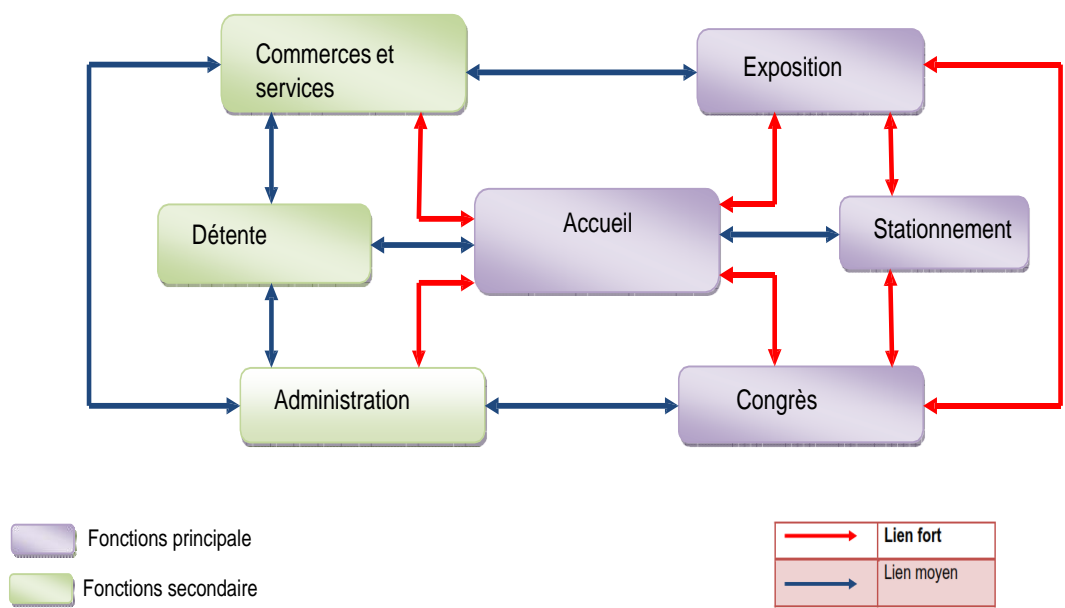 Commerces et
services
Exposition
Détente
Accueil
Stationnement
Administration
Congrès
Fonctions principale
Fonctions secondaire
Lien fort
Lien moyen